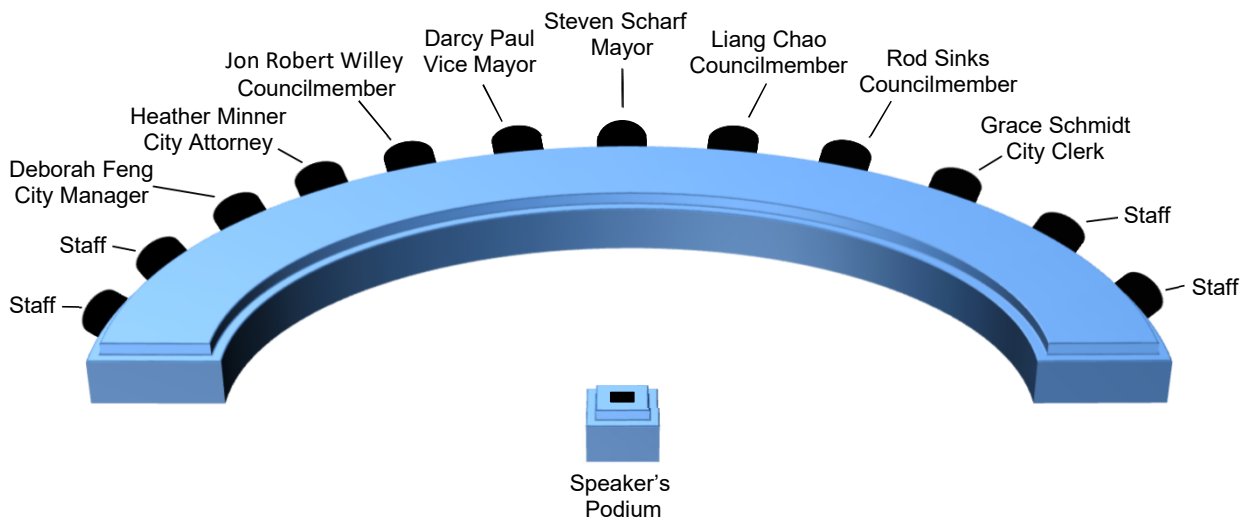 Steven Scharf
Mayor
Darcy Paul
Vice Mayor
Liang Chao
Councilmember
Jon Robert Willey
Councilmember
Rod Sinks
Councilmember
Heather Minner
City Attorney
Grace Schmidt
City Clerk
Deborah Feng
City Manager
Staff
Staff
Staff
Staff
Speaker's
Podium